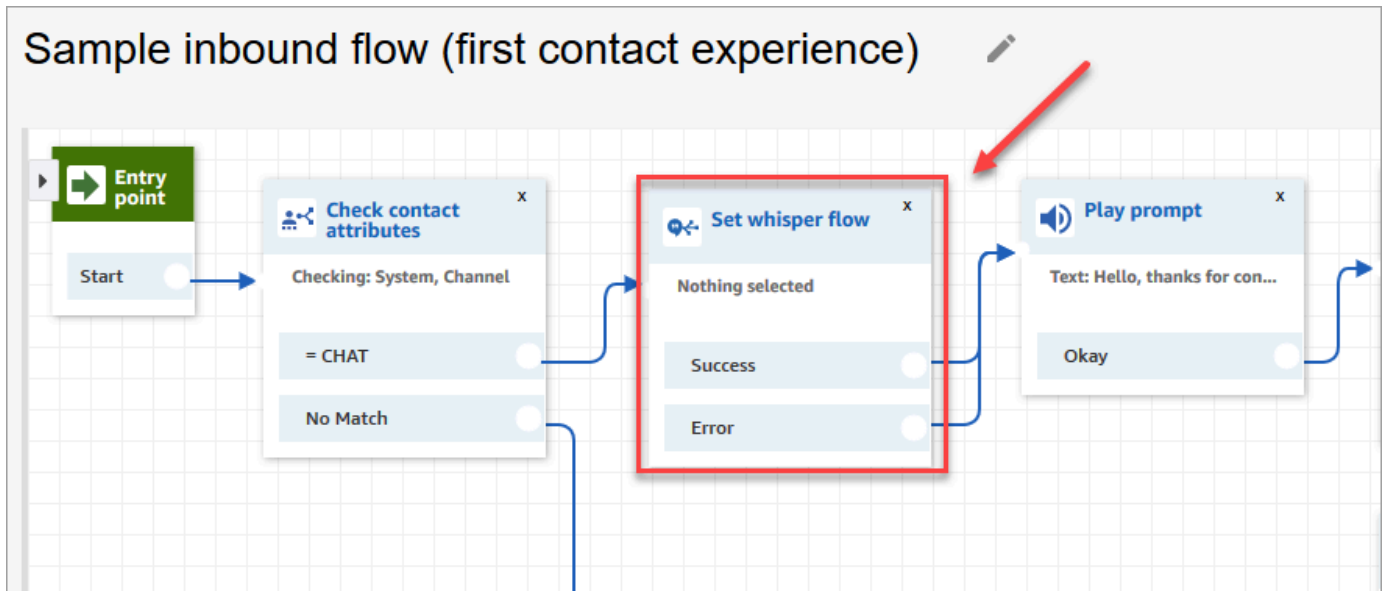 Sample inbound flow (first contact experience)
Entry
point
Start
Check contact
attributes
x
Checking: System, Channel
= CHAT
No Match
Set whisper flow
x
Nothing selected
Success
Error
Play prompt
x
Text: Hello, thanks for con...
Okay